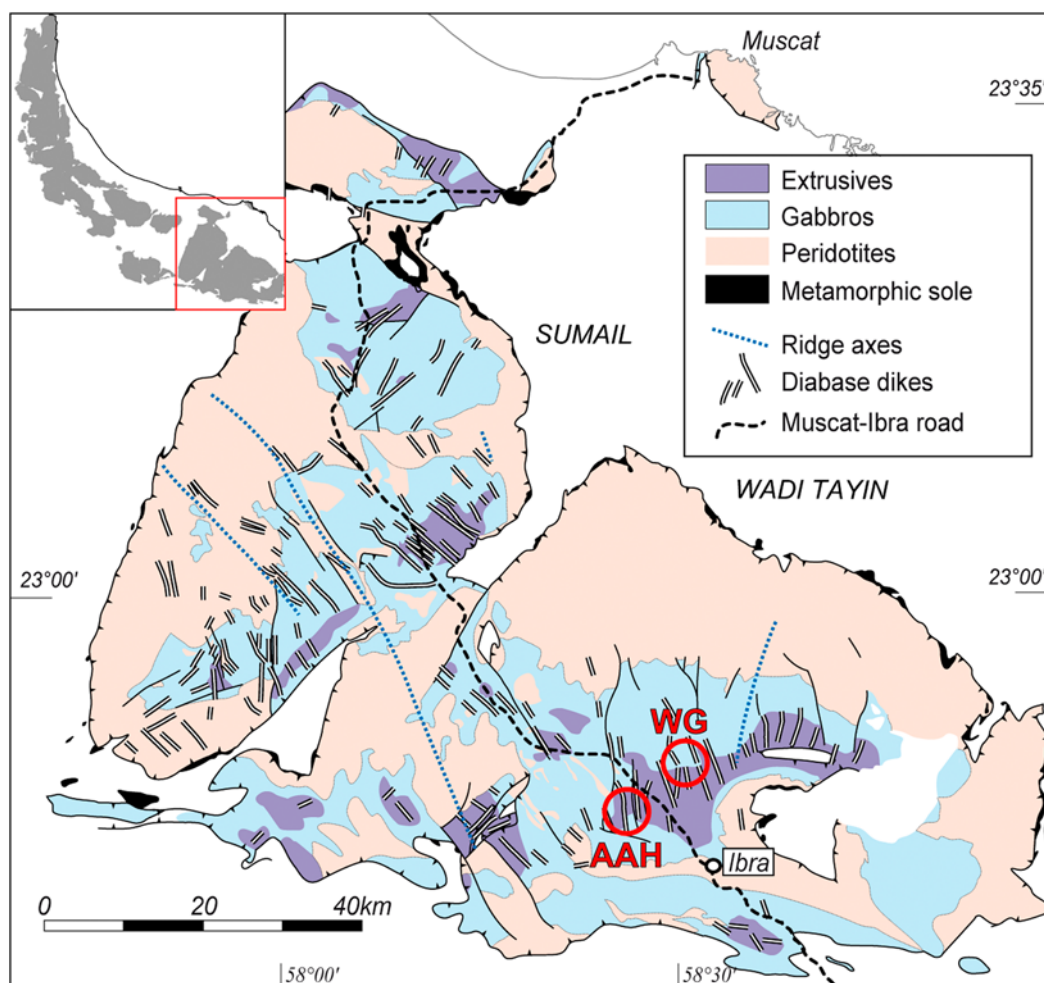 Muscat
23°35'
Extrusives
Gabbros
Peridotites
Metamorphic sole
Ridge axes
Diabase dikes
Muscat-Ibra road
SUMAIL
WADI TAYIN
23°00'
23°00'
WG
AAH
Ibra
0 20 40km
58°00'
58°30'